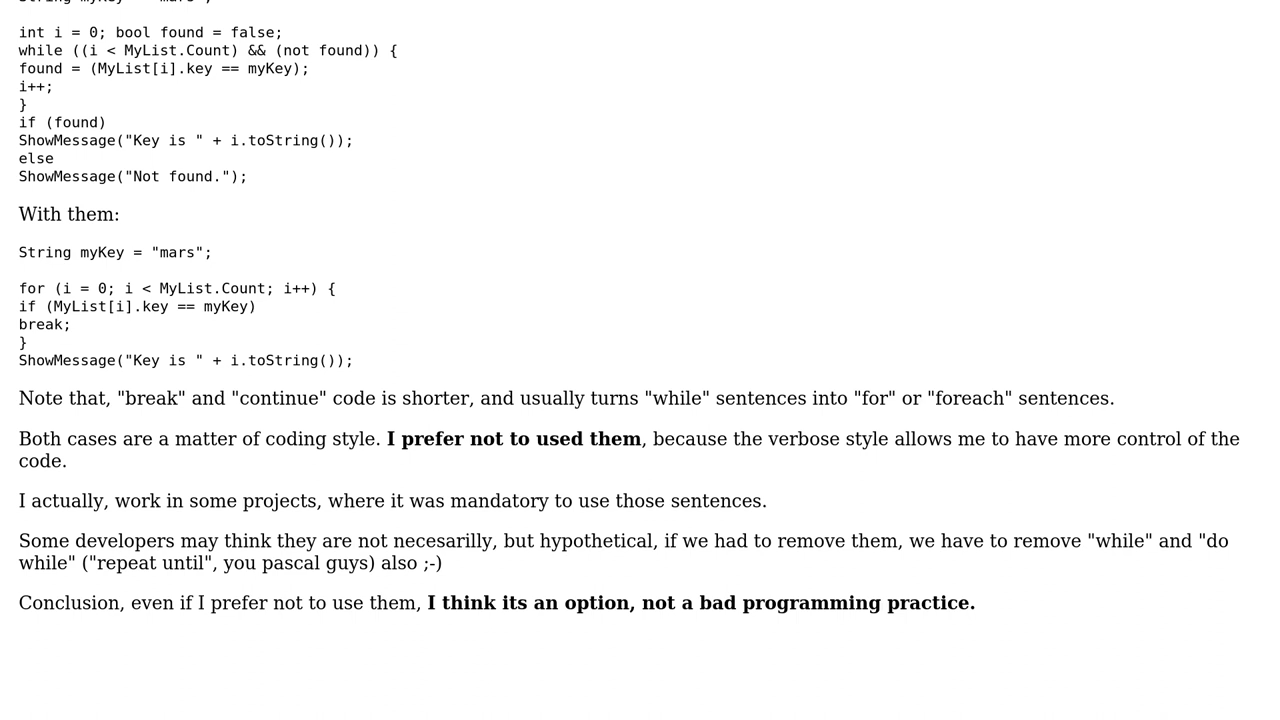 String myKey = "mars";
int i = 0; bool found = false;
while ((i < MyList.Count) && (not found)) {
found = (MyList[i].key == myKey);
i++;
}
if (found)
ShowMessage("Key is " + i.toString());
else
ShowMessage("Not found.");
With them:
String myKey = "mars";
for (i = 0; i < MyList.Count; i++) {
if (MyList[i].key == myKey)
break;
}
ShowMessage("Key is " + i.toString());
Note that, "break" and "continue" code is shorter, and usually turns "while" sentences into "for" or "foreach" sentences.
Both cases are a matter of coding style. I prefer not to used them, because the verbose style allows me to have more control of the
code.
I actually, work in some projects, where it was mandatory to use those sentences.
Some developers may think they are not necesarilly, but hypothetical, if we had to remove them, we have to remove "while" and "do
while" ("repeat until", you pascal guys) also ;-)
Conclusion, even if I prefer not to use them, I think its an option, not a bad programming practice.